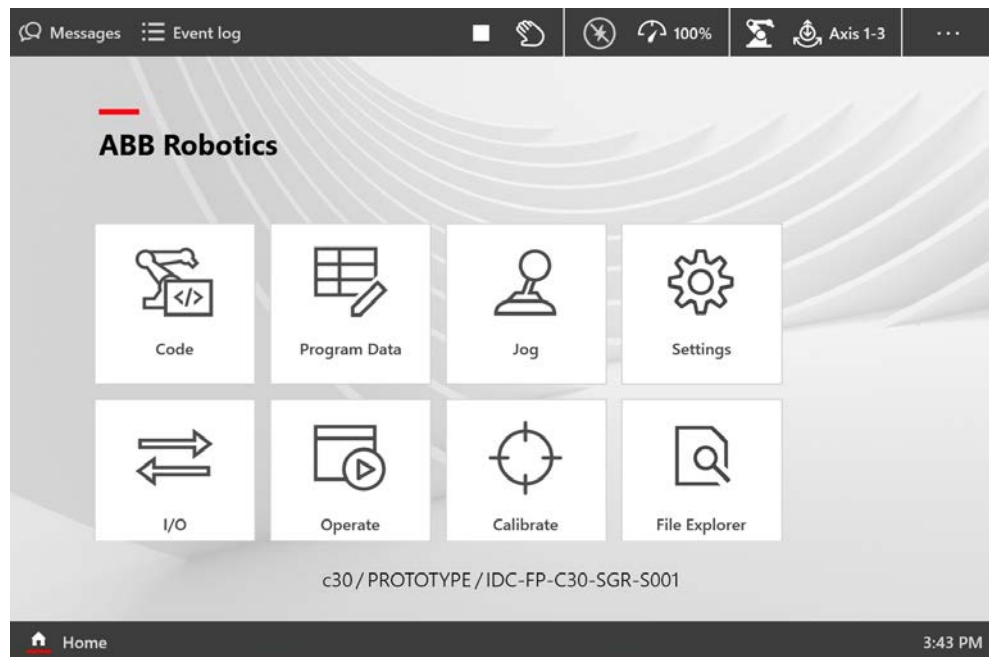 Messages Event log 100% Axis 1-3 ...
ABB Robotics
Code Program Data Jog Settings
</>
I/O Operate Calibrate File Explorer
c30 / PROTOTYPE / IDC-FP-C30-SGR-S001
Home 3:43 PM